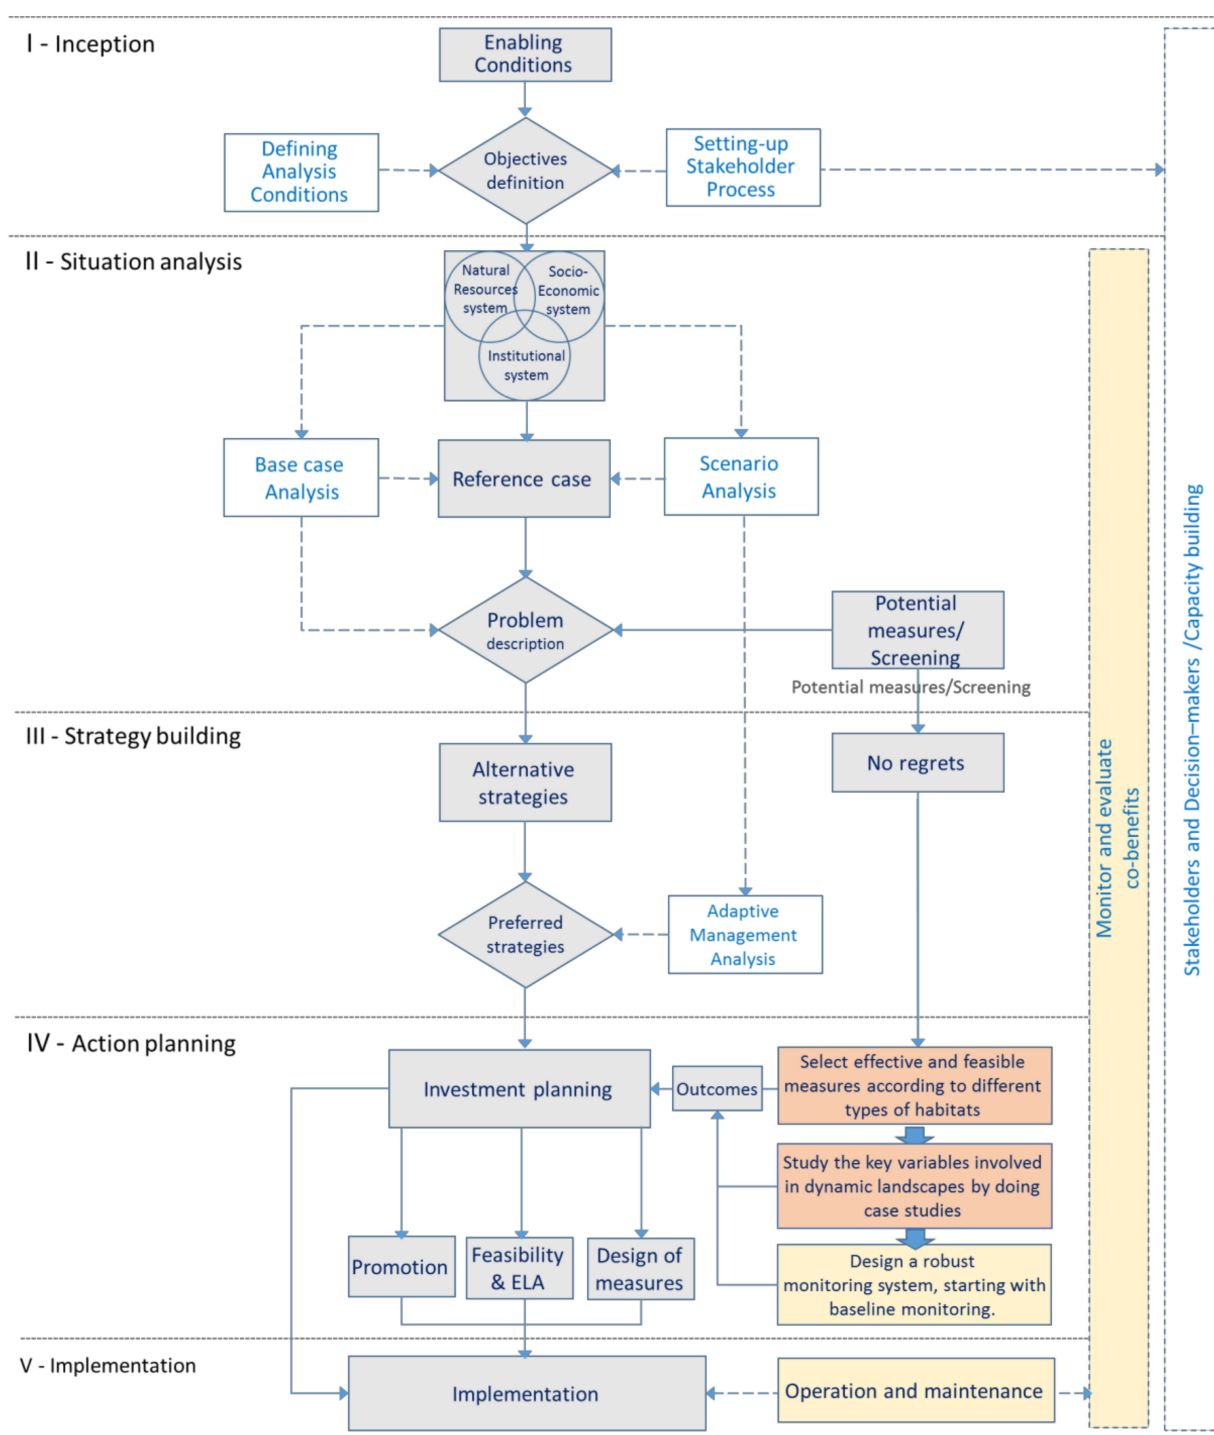 I - Inception
Enabling
Conditions
Defining
Analysis
Conditions
Objectives
definition
Setting-up
Stakeholder
Process
II - Situation analysis
Natural
Resources
system
Socio-
Economic
system
Institutional
system
Base case
Analysis
Reference case
Scenario
Analysis
Problem
description
Potential
measures/
Screening
Potential measures/Screening
III - Strategy building
Alternative
strategies
No regrets
Preferred
strategies
Adaptive
Management
Analysis
IV - Action planning
Investment planning
Outcomes
Select effective and feasible
measures according to different
types of habitats
Study the key variables involved
in dynamic landscapes by doing
case studies
Design a robust
monitoring system, starting with
baseline monitoring.
Promotion
Feasibility
& ELA
Design of
measures
V - Implementation
Implementation
Operation and maintenance
Monitor and evaluate
co-benefits
Stakeholders and Decision–makers /Capacity building